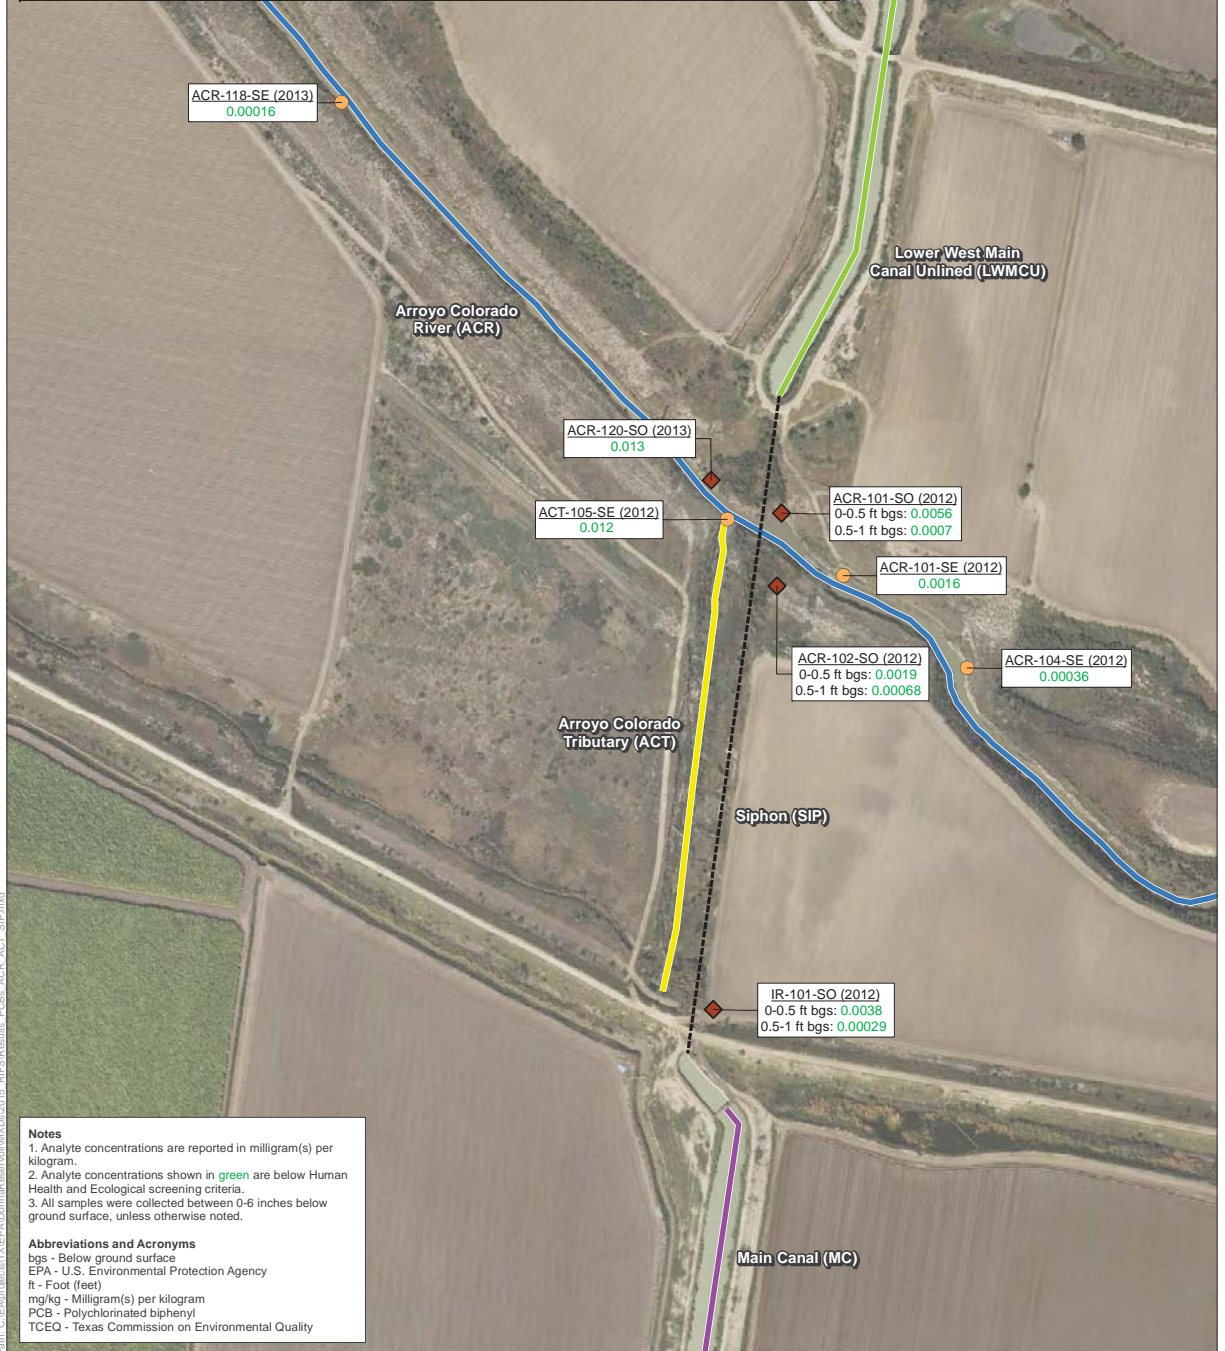 ACR-118-SE (2013)
0.00016
Lower West Main
Canal Unlined (LWMCU)
Arroyo Colorado
River (ACR)
ACR-120-SO (2013)
0.013
ACR-101-SO (2012)
0-0.5 ft bgs: 0.0056
0.5-1 ft bgs: 0.0007
ACT-105-SE (2012)
0.012
ACR-101-SE (2012)
0.0016
ACR-102-SO (2012)
0-0.5 ft bgs: 0.0019
0.5-1 ft bgs: 0.00068
ACR-104-SE (2012)
0.00036
Arroyo Colorado
Tributary (ACT)
Siphon (SIP)
IR-101-SO (2012)
0-0.5 ft bgs: 0.0038
0.5-1 ft bgs: 0.00029
Main Canal (MC)
Notes
1. Analyte concentrations are reported in milligram(s) per
kilogram.
2. Analyte concentrations shown in green are below Human
Health and Ecological screening criteria.
3. All samples were collected between 0-6 inches below
ground surface, unless otherwise noted.
Abbreviations and Acronyms
bgs - Below ground surface
EPA - U.S. Environmental Protection Agency
ft - Foot (feet)
mg/kg - Milligram(s) per kilogram
PCB - Polychlorinated biphenyl
TCEQ - Texas Commission on Environmental Quality